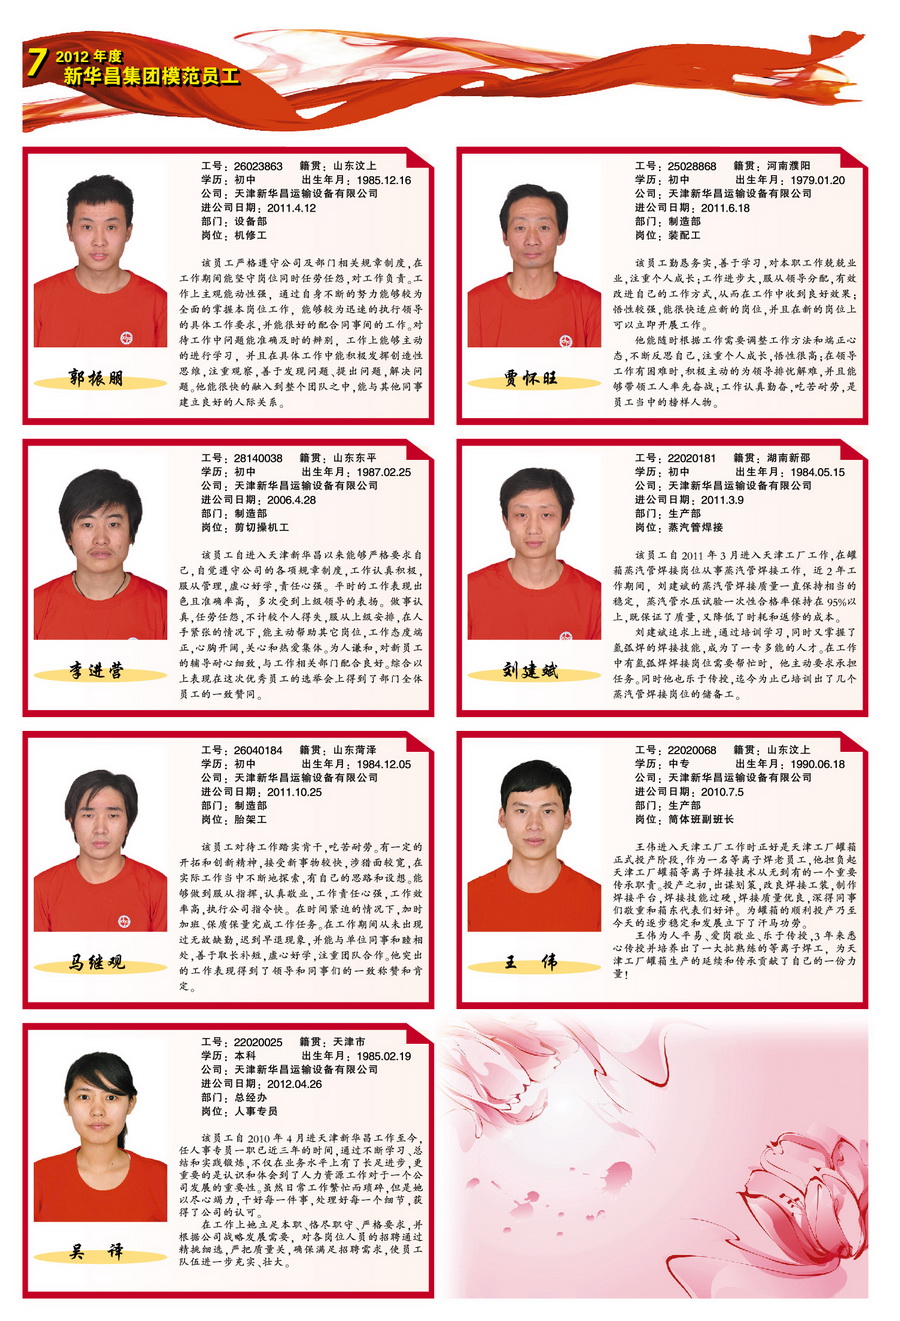 7
2012 年度
新华昌集团模范员工
工号：26023863 籍贯：山东汶上
学历：初中 出生年月：1985.12.16
公司：天津新华昌运输设备有限公司
进公司日期：2011.4.12
部门：设备部
岗位：机修工
该员工严格遵守公司及部门相关规章制度，在
工作期间能坚守岗位同时任劳任怨，对工作负责。工
作上主观能动性强，通过自身不断的努力能够较为
全面的掌握本岗位工作，能够较为迅速的执行领导
的具体工作要求，并能很好的配合同事间的工作。对
待工作中问题能准确及时的辨别，工作上能够主动
的进行学习，并且在具体工作中能积极发挥创造性
思维，注重观察，善于发现问题、提出问题，解决问
题。他能很快的融入到整个团队之中，能与其他同事
建立良好的人际关系。
郭振朋
工号：25028868 籍贯：河南濮阳
学历：初中 出生年月：1979.01.20
公司：天津新华昌运输设备有限公司
进公司日期：2011.6.18
部门：制造部
岗位：装配工
该员工勤恳务实，善于学习，对本职工作兢兢业
业，注重个人成长；工作进步大，服从领导分配，有效
改进自己的工作方式，从而在工作中收到良好效果；
悟性较强，能很快适应新的岗位，并且在新的岗位上
可以立即开展工作。
他能随时根据工作需要调整工作方法和端正心
态，不断反思自己，注重个人成长，悟性很高；在领导
工作有困难时，积极主动的为领导排忧解难，并且能
够带领工人率先奋战；工作认真勤奋，吃苦耐劳，是
员工当中的榜样人物。
贾怀旺
工号：28140038 籍贯：山东东平
学历：初中 出生年月：1987.02.25
公司：天津新华昌运输设备有限公司
进公司日期：2006.4.28
部门：制造部
岗位：剪切操机工
该员工自进入天津新华昌以来能够严格要求自
己，自觉遵守公司的各项规章制度，工作认真积极，
服从管理，虚心好学，责任心强。平时的工作表现出
色且准确率高，多次受到上级领导的表扬。做事认
真，任劳任怨，不计较个人得失，服从上级安排，在人
手紧张的情况下，能主动帮助其它岗位，工作态度端
正，心胸开阔，关心和热爱集体。为人谦和，对新员工
的辅导耐心细致，与工作相关部门配合良好。综合以
上表现在这次优秀员工的选举会上得到了部门全体
员工的一致赞同。
李进营
工号：22020181 籍贯：湖南新邵
学历：初中 出生年月：1984.05.15
公司：天津新华昌运输设备有限公司
进公司日期：2011.3.9
部门：生产部
岗位：蒸汽管焊接
该员工自 2011 年 3 月进入天津工厂工作，在罐
箱蒸汽管焊接岗位从事蒸汽管焊接工作，近 2 年工
作期间，刘建斌的蒸汽管焊接质量一直保持相当的
稳定，蒸汽管水压试验一次性合格率保持在 95%以
上，既保证了质量，又降低了时耗和返修的成本。
刘建斌追求上进，通过培训学习，同时又掌握了
氩弧焊的焊接技能，成为了一专多能的人才。在工作
中有氩弧焊焊接岗位需要帮忙时，他主动要求承担
任务。同时他也乐于传授，迄今为止已培训出了几个
蒸汽管焊接岗位的储备工。
刘建斌
工号：26040184 籍贯：山东菏泽
学历：初中 出生年月：1984.12.05
公司：天津新华昌运输设备有限公司
进公司日期：2011.10.25
部门：制造部
岗位：胎架工
该员工对待工作踏实肯干，吃苦耐劳。有一定的
开拓和创新精神，接受新事物较快，涉猎面较宽，在
实际工作当中不断地探索，有自己的思路和设想。能
够做到服从指挥，认真敬业，工作责任心强，工作效
率高，执行公司指令快。在时间紧迫的情况下，加时
加班、保质保量完成工作任务。在工作期间从未出现
过无故缺勤，迟到早退现象，并能与单位同事和睦相
处，善于取长补短，虚心好学，注重团队合作。他突出
的工作表现得到了领导和同事们的一致称赞和肯
定。
马继观
工号：22020068 籍贯：山东汶上
学历：中专 出生年月：1990.06.18
公司：天津新华昌运输设备有限公司
进公司日期：2010.7.5
部门：生产部
岗位：筒体班副班长
王伟进入天津工厂工作时正好是天津工厂罐箱
正式投产阶段，作为一名等离子焊老员工，他担负起
天津工厂罐箱等离子焊接技术从无到有的一个重要
传承职责。投产之初，出谋划策，改良焊接工装，制作
焊接平台，焊接技能过硬，焊接质量优良，深得同事
们敬重和箱东代表们好评。为罐箱的顺利投产乃至
今天的逐步稳定和发展立下了汗马功劳。
王伟为人平易、爱岗敬业、乐于传授，3 年来悉
心传授并培养出了一大批熟练的等离子焊工，为天
津工厂罐箱生产的延续和传承贡献了自己的一份力
量！
王 伟
工号：22020025 籍贯：天津市
学历：本科 出生年月：1985.02.19
公司：天津新华昌运输设备有限公司
进公司日期：2012.04.26
部门：总经办
岗位：人事专员
该员工自 2010 年 4 月进天津新华昌工作至今，
任人事专员一职已近三年的时间，通过不断学习、总
结和实践锻炼，不仅在业务水平上有了长足进步，更
重要的是认识和体会到了人力资源工作对于一个公
司发展的重要性。虽然日常工作繁忙而琐碎，但是她
以尽心竭力，干好每一件事，处理好每一个细节，获
得了公司的认可。
在工作上她立足本职、恪尽职守、严格要求，并
根据公司战略发展需要，对各岗位人员的招聘通过
精挑细选，严把质量关，确保满足招聘需求，使员工
队伍进一步充实、壮大。
吴 译